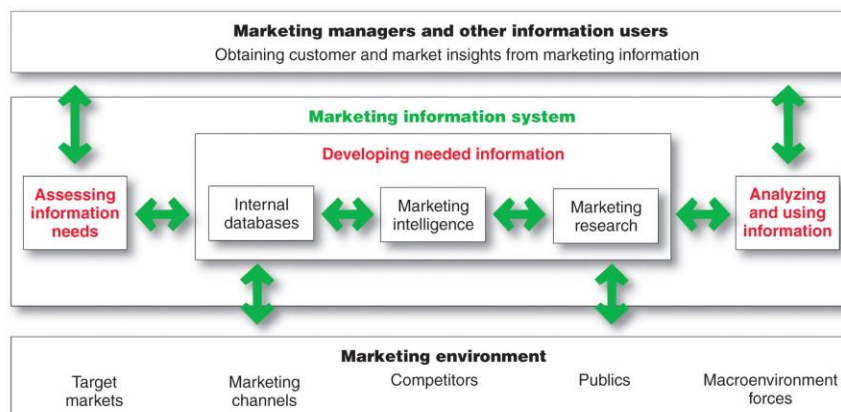 Marketing managers and other information users
Obtaining customer and market insights from marketing information
Marketing information system
Developing needed information
Assessing
information
needs
Internal
databases
Marketing
intelligence
Marketing
research
Analyzing
and using
information
Marketing environment
Target
markets
Marketing
channels
Competitors
Publics
Macroenvironment
forces